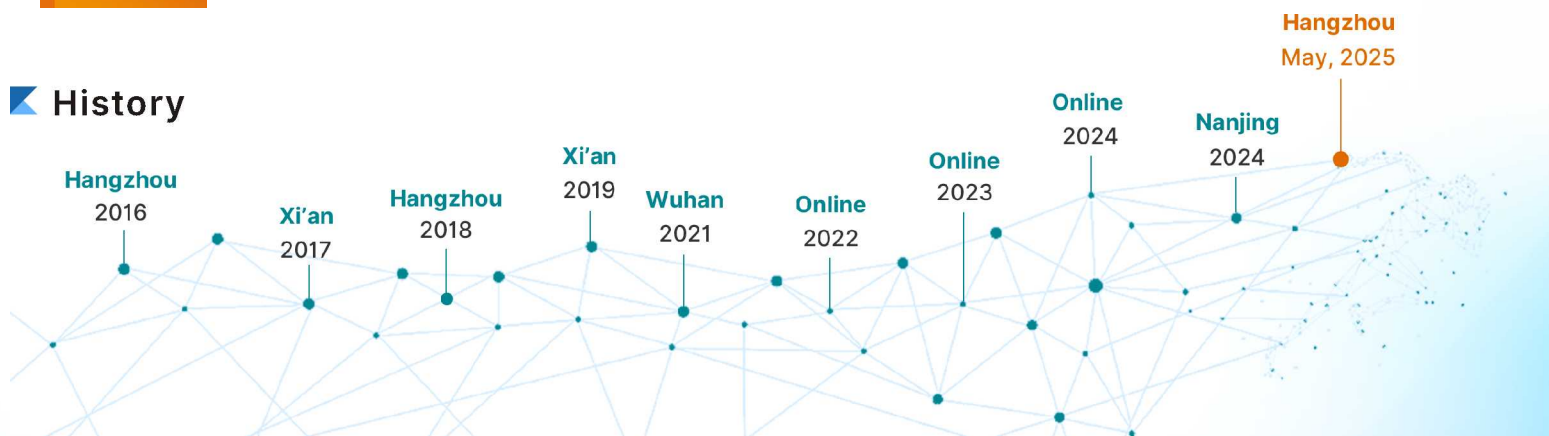 History
Hangzhou
2016
Xi’an
2017
Hangzhou
2018
Xi’an
2019
Wuhan
2021
Online
2022
Online
2023
Online
2024
Nanjing
2024
Hangzhou
May, 2025